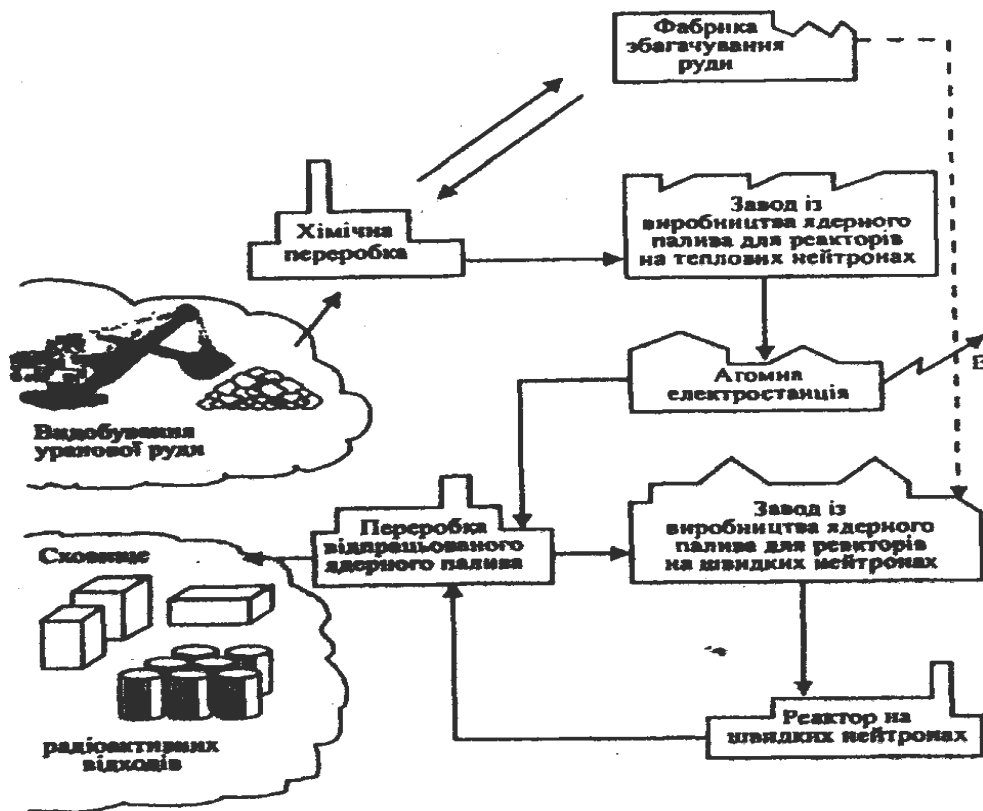 Фабрика
збагачування
руди
Хімічна
переробка
Завод із
виробництва ядерного
палива для реакторів
на теплових нейтронах
Атомна
електростанція
Видобування
уранової руди
Переробка
відпрацьованого
ядерного палива
Завод із
виробництва ядерного
палива для реакторів
на швидких нейтронах
Сховище
радіоактивних
відходів
Реактор на
швидких нейтронах